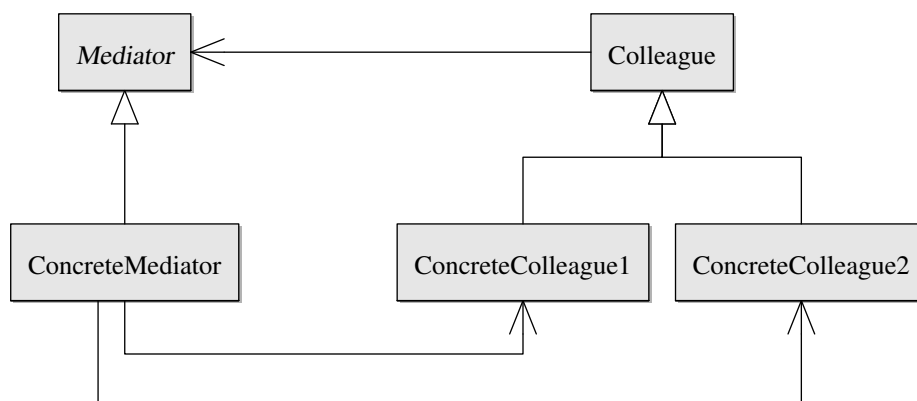 Mediator
Colleague
ConcreteMediator
ConcreteColleague1
ConcreteColleague2